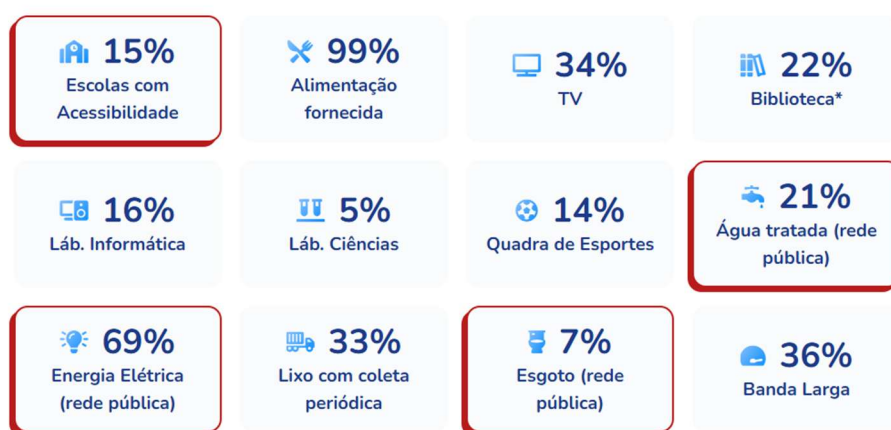 15%
Escolas com
Acessibilidade
99%
Alimentação
fornecida
34%
TV
22%
Biblioteca*
16%
Láb. Informática
5%
Láb. Ciências
14%
Quadra de Esportes
21%
Água tratada (rede
pública)
69%
Energia Elétrica
(rede pública)
33%
Lixo com coleta
periódica
7%
Esgoto (rede
pública)
36%
Banda Larga